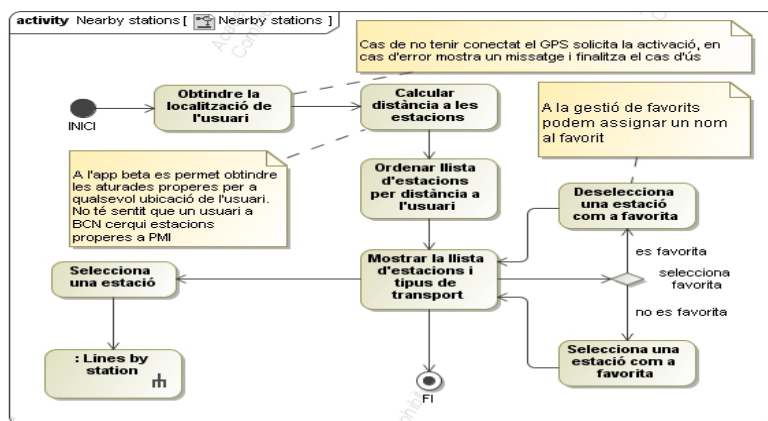 activity Nearby stations [ Nearby stations ]
Cas de no tenir conectat el GPS solicita la activació, en
cas d'error mostra un missatge i finalitza el cas d'ús
Obtindre la
localització de
l'usuari
Calcular
distància a les
estacions
INICI
A la gestió de favorits
podem assignar un nom
al favorit
A l'app beta es permet obtindre
les aturades properes per a
qualsevol ubicació de l'usuari.
No té sentit que un usuari a
BCN cerqui estacions
properes a PMI
Ordenar llista
d'estacions
per distància a
l'usuari
Deselecciona
una estació
com a favorita
es favorita
Selecciona
una estació
Mostrar la llista
d'estacions i
tipus de
transport
selecciona
favorita
no es favorita
: Lines by
station
Selecciona una
estació com a
favorita
FI